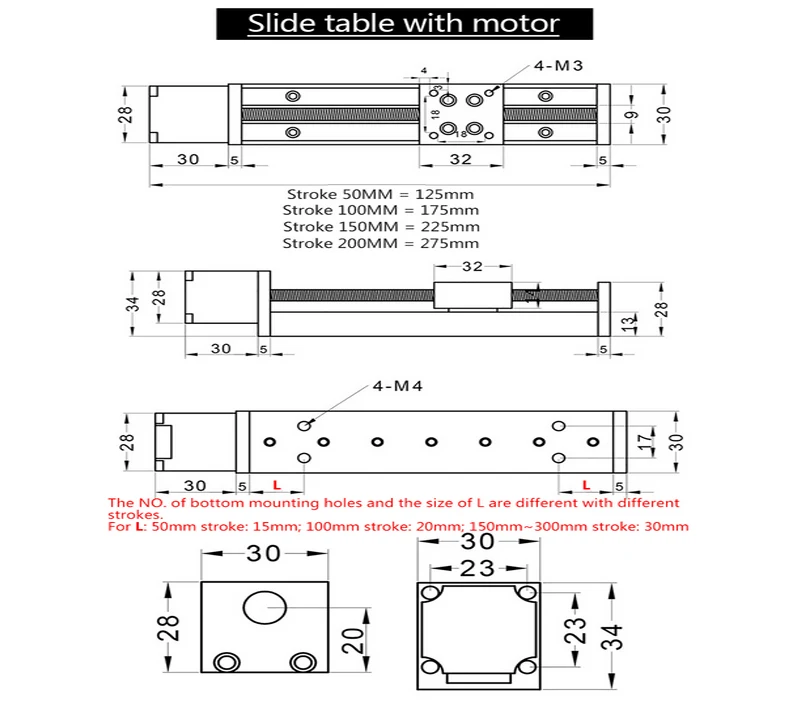 Slide table with motor
4-M3
4
3
28
18
18
9
30
30
5
32
5
Stroke 50MM = 125mm
Stroke 100MM = 175mm
Stroke 150MM = 225mm
Stroke 200MM = 275mm
32
34
28
13
28
30
5
5
4-M4
28
17
30
30
5
L
L
5
The NO. of bottom mounting holes and the size of L are different with different
strokes.
For L: 50mm stroke: 15mm; 100mm stroke: 20mm; 150mm~300mm stroke: 30mm
30
30
23
28
20
23
34